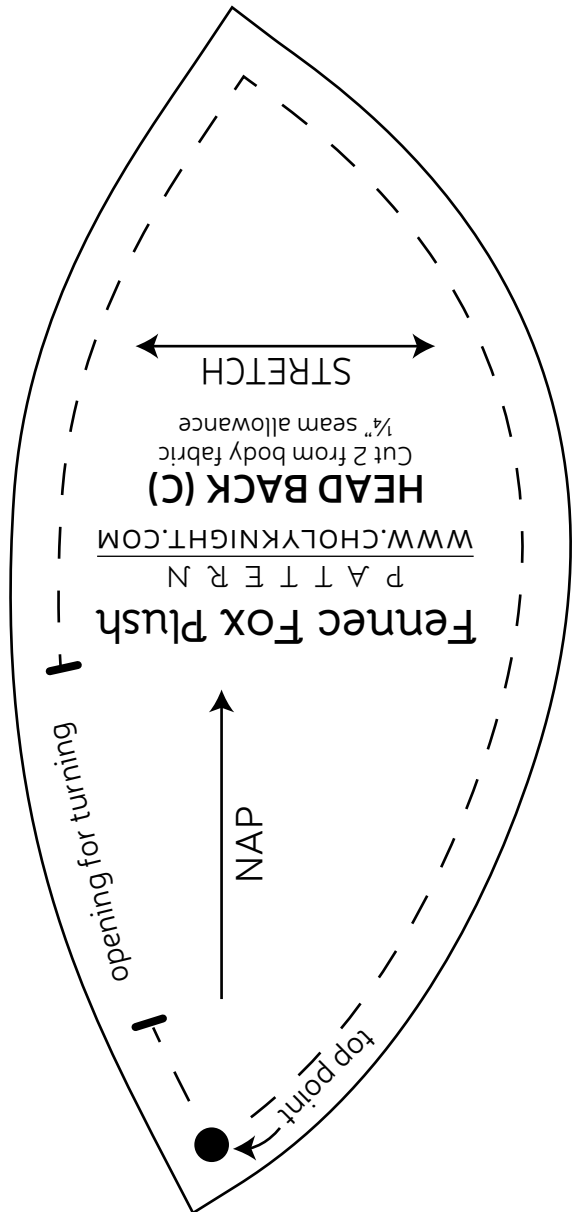 top point
opening for turning
NAP
Fennec Fox Plush
PATTERN
WWW.CHOLYKNIGHT.COM
HEAD BACK (C)
Cut 2 from body fabric
¼" seam allowance
STRETCH